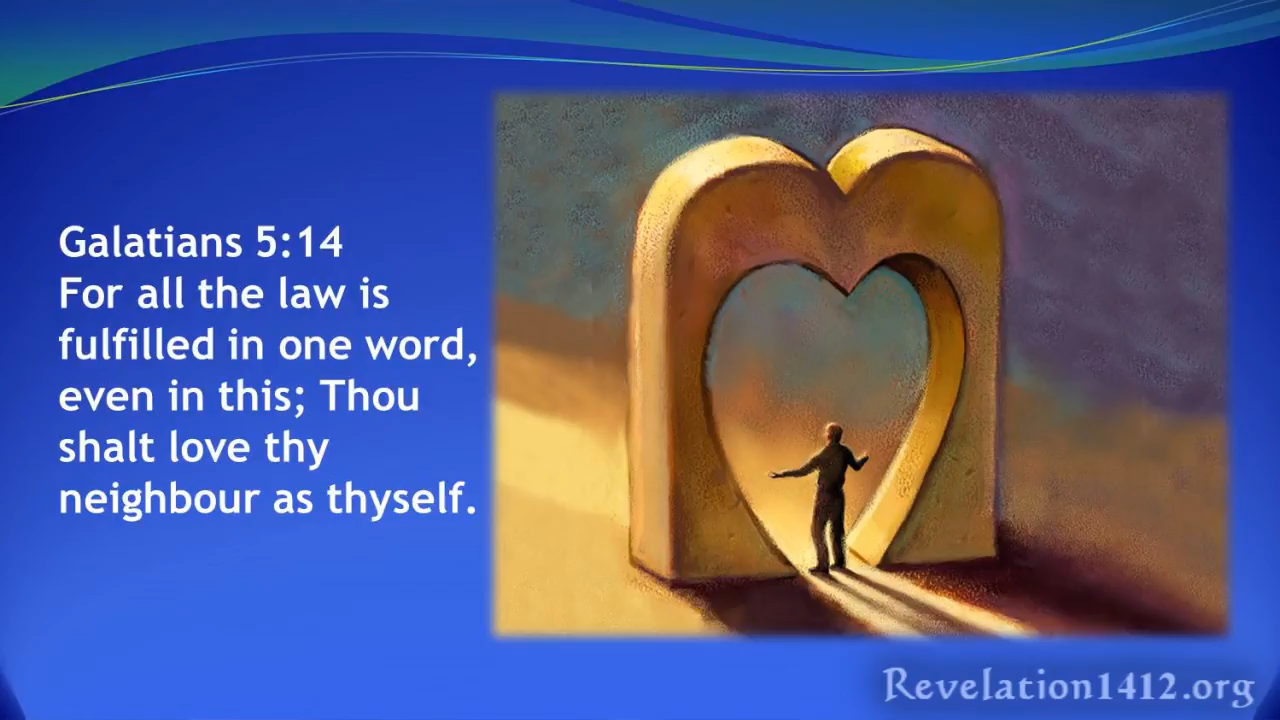 Galatians 5:14
For all the law is
fulfilled in one word,
even in this; Thou
shalt love thy
neighbour as thyself.
Revelation1412.org